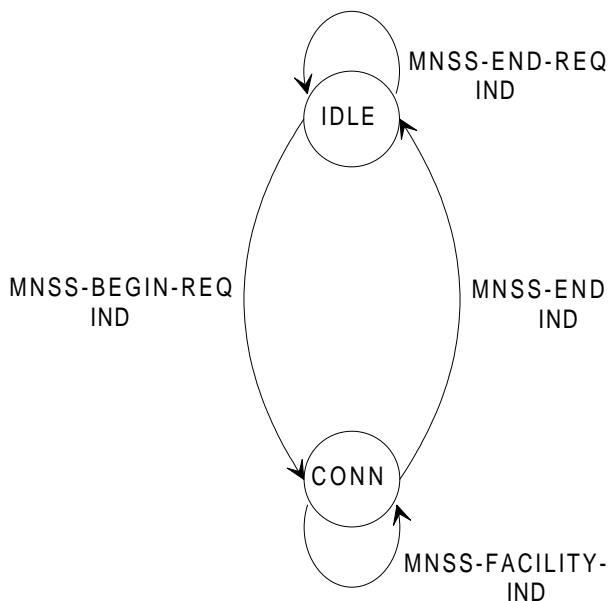 MNSS-END-REQ
IND
IDLE
MNSS-BEGIN-REQ
IND
MNSS-END
IND
CONN
MNSS-FACILITY-
IND